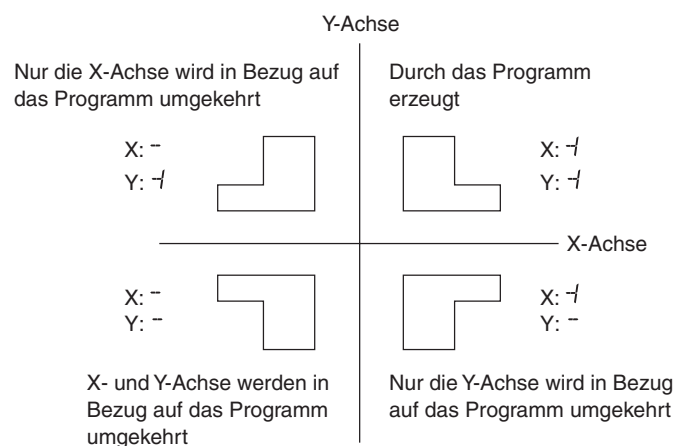 Y-Achse
Nur die X-Achse wird in Bezug auf
das Programm umgekehrt
Durch das Programm
erzeugt
X: -
Y: -/
X: -/
Y: -/
X-Achse
X: -
Y: -
X: -/
Y: -
X- und Y-Achse werden in
Bezug auf das Programm
umgekehrt
Nur die Y-Achse wird in Bezug
auf das Programm umgekehrt